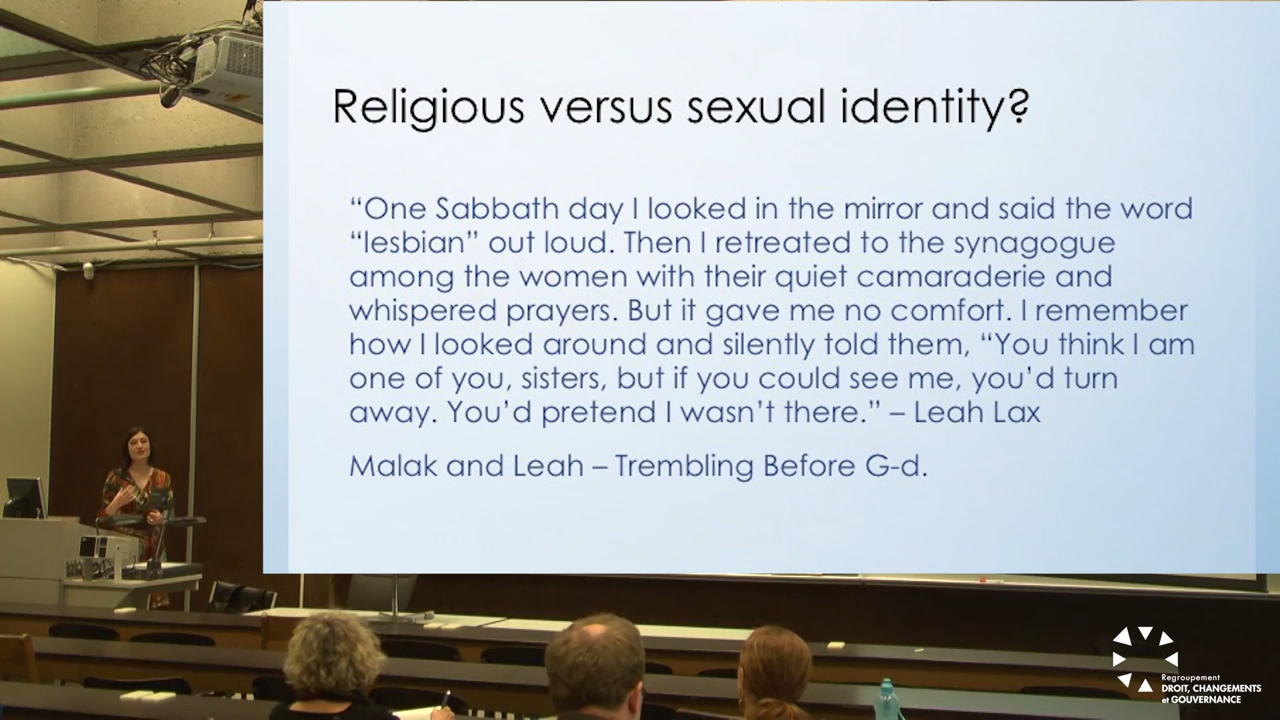 Religious versus sexual identity?
“One Sabbath day I looked in the mirror and said the word
“lesbian” out loud. Then I retreated to the synagogue
among the women with their quiet camaraderie and
whispered prayers. But it gave me no comfort. I remember
how I looked around and silently told them, “You think I am
one of you, sisters, but if you could see me, you’d turn
away. You’d pretend I wasn’t there.” – Leah Lax
Malak and Leah – Trembling Before G-d.
Regroupement
DROIT, CHANGEMENTS
et GOUVERNANCE